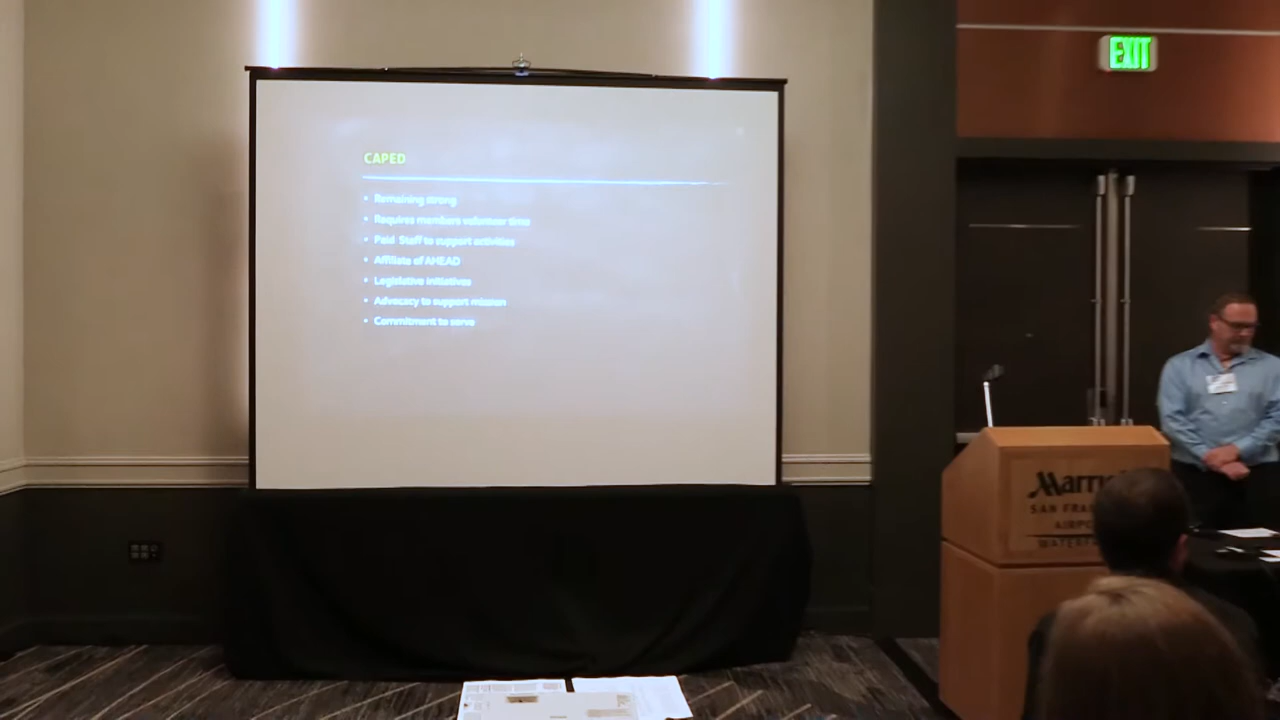 EXIT
CAPED
• Remaining strong
• Requires members volunteer time
• Paid Staff to support activities
• Affiliate of AHEAD
• Legislative initiatives
• Advocacy to support mission
• Commitment to serve
Marri
SAN FRA
AIRPO
WATERF